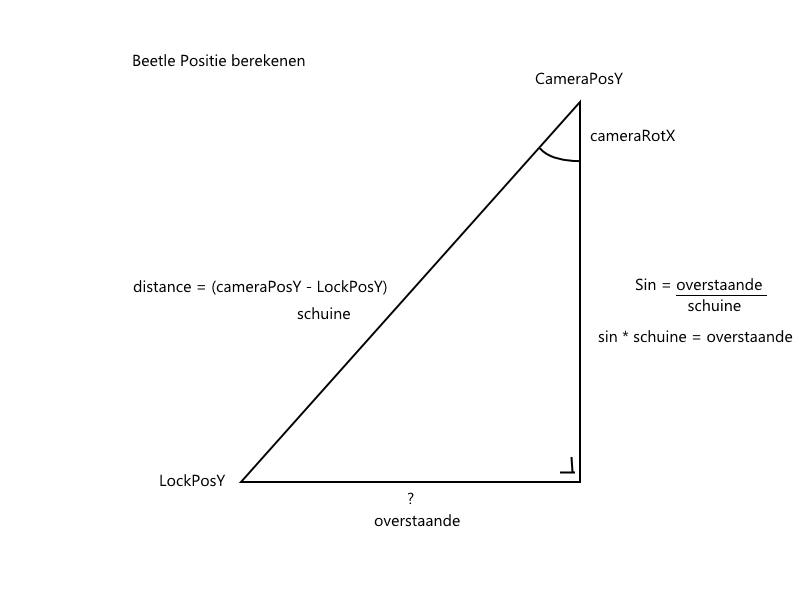 Beetle Positie berekenen
CameraPosY
cameraRotX
distance = (cameraPosY - LockPosY)
schuine
Sin = overstaande
schuine
sin * schuine = overstaande
LockPosY
?
overstaande